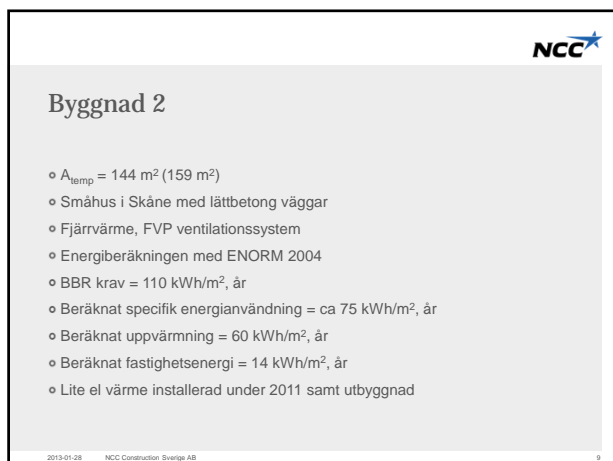 NCC
Byggnad 2
A_temp = 144 m² (159 m²)
Småhus i Skåne med lättbetong väggar
Fjärrvärme, FVP ventilationssystem
Energiberäkningen med ENORM 2004
BBR krav = 110 kWh/m², år
Beräknat specifik energianvändning = ca 75 kWh/m², år
Beräknat uppvärmning = 60 kWh/m², år
Beräknat fastighetsenergi = 14 kWh/m², år
Lite el värme installerad under 2011 samt utbyggnad
2013-01-28 NCC Construction Sverige AB 9